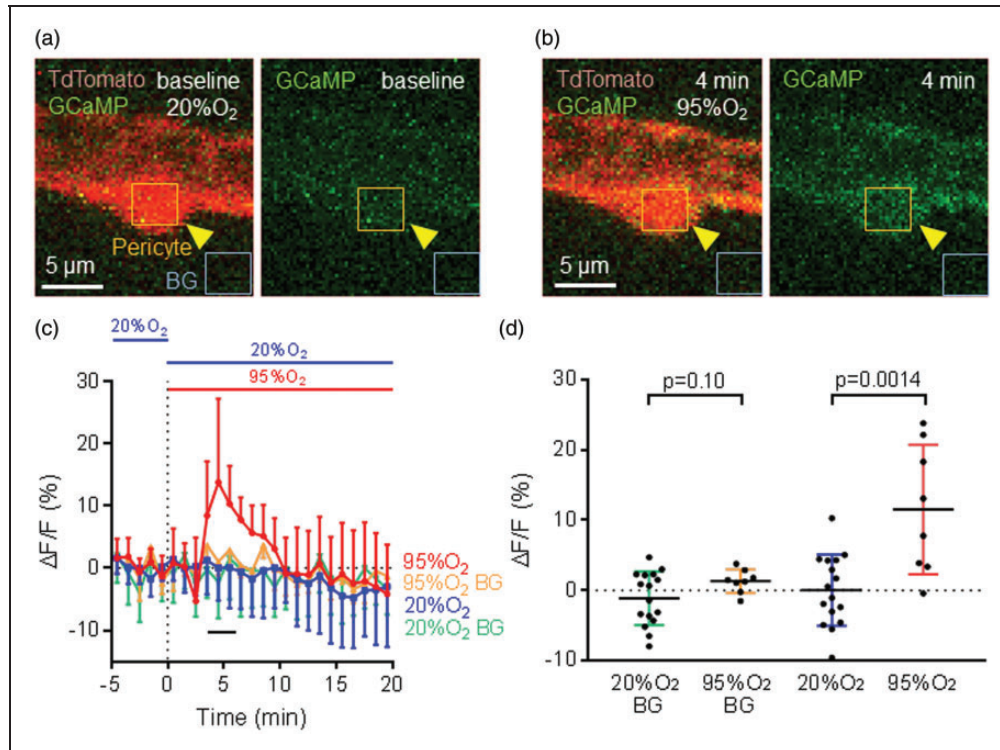 (a)
TdTomato baseline
GCaMP 20%O₂
Pericyte
5 µm
BG
GCaMP baseline
(b)
TdTomato 4 min
GCaMP 95%O₂
5 µm
GCaMP 4 min
(c)
20%O₂
20%O₂
95%O₂
30
20
10
0
-10
ΔF/F (%)
-5 0 5 10 15 20
Time (min)
95%O₂
95%O₂ BG
20%O₂
20%O₂ BG
(d)
p=0.10
p=0.0014
30
20
10
0
-10
ΔF/F (%)
20%O₂ 95%O₂ 20%O₂ 95%O₂
BG BG